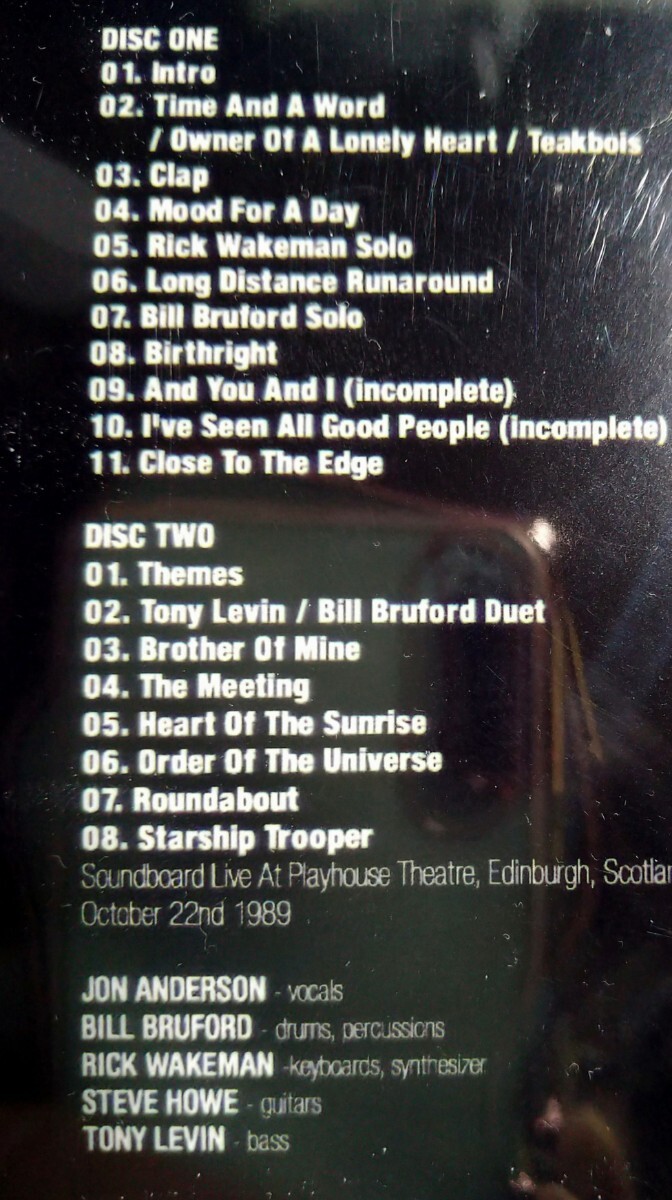 DISC ONE
01. Intro
02. Time And A Word
/ Owner Of A Lonely Heart / Teakbois
03. Clap
04. Mood For A Day
05. Rick Wakeman Solo
06. Long Distance Runaround
07. Bill Bruford Solo
08. Birthright
09. And You And I (incomplete)
10. I've Seen All Good People (incomplete)
11. Close To The Edge
DISC TWO
01. Themes
02. Tony Levin / Bill Bruford Duet
03. Brother Of Mine
04. The Meeting
05. Heart Of The Sunrise
06. Order Of The Universe
07. Roundabout
08. Starship Trooper
Soundboard Live At Playhouse Theatre, Edinburgh,
October 22nd 1989
JON ANDERSON - vocals
BILL BRUFORD - drums, percussions
RICK WAKEMAN -keyboards, synthesizer
STEVE HOWE - guitars
TONY LEVIN - bass